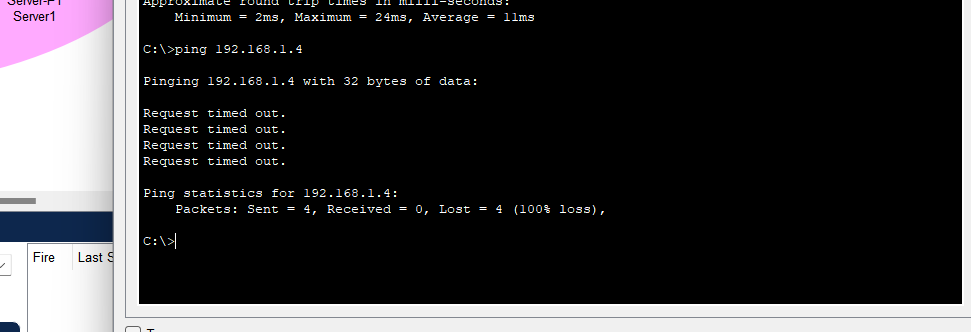 Server-PT
Server1
Approximate round trip times in milli-seconds:
    Minimum = 2ms, Maximum = 24ms, Average = 11ms
C:\>ping 192.168.1.4
Pinging 192.168.1.4 with 32 bytes of data:
Request timed out.
Request timed out.
Request timed out.
Request timed out.
Ping statistics for 192.168.1.4:
    Packets: Sent = 4, Received = 0, Lost = 4 (100% loss),
C:\>
Fire
Last S